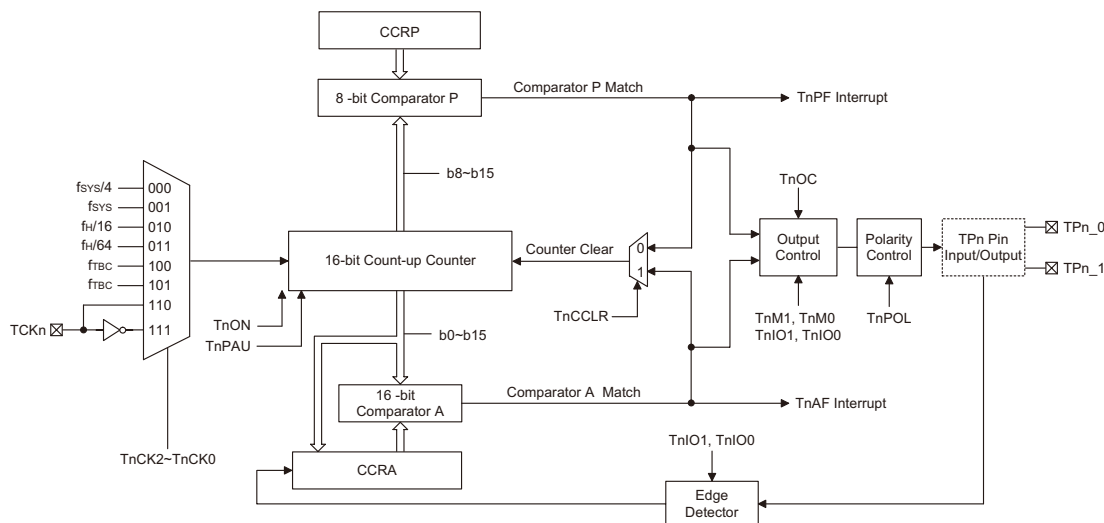 CCRP
8 -bit Comparator P
Comparator P Match
TnPF Interrupt
b8~b15
fSYS/4
000
fSYS
001
fH/16
010
fH/64
011
fTBC
100
fTBC
101
110
TCKn
111
TnCK2~TnCK0
16-bit Count-up Counter
TnON
TnPAU
Counter Clear
0
1
TnCCLR
TnOC
Output
Control
TnM1, TnM0
TnIO1, TnIO0
Polarity
Control
TnPOL
TPn Pin
Input/Output
TPn_0
TPn_1
b0~b15
16 -bit
Comparator A
Comparator A Match
TnAF Interrupt
CCRA
TnIO1, TnIO0
Edge
Detector